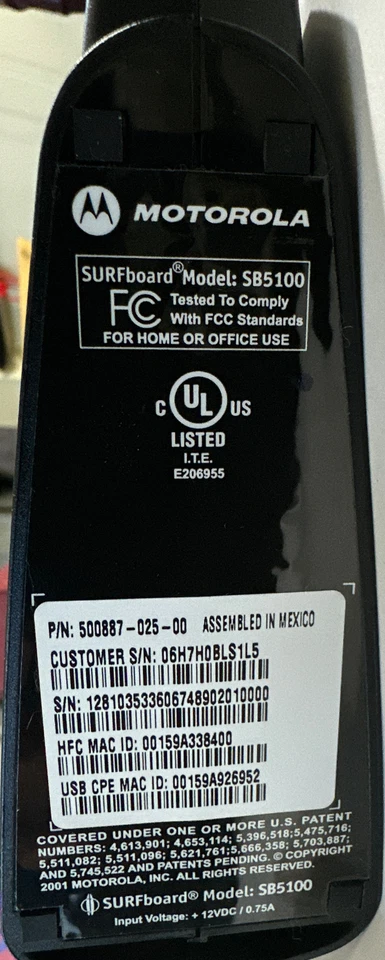 MOTOROLA
SURFboard® Model: SB5100
FC Tested To Comply
With FCC Standards
FOR HOME OR OFFICE USE
C UL US
LISTED
I.T.E.
E206955
P/N: 500887-025-00 ASSEMBLED IN MEXICO
CUSTOMER S/N: 06H7H0BLS1L5
S/N: 128103533606748902010000
HFC MAC ID: 00159A338400
USB CPE MAC ID: 00159A926952
COVERED UNDER ONE OR MORE U.S. PATENT
NUMBERS: 4,613,901; 4,653,114; 5,396,518;5,475,716;
5,511,082; 5,511,096; 5,621,761;5,666,358; 5,703,887;
AND 5,745,522 AND PATENTS PENDING. © COPYRIGHT
2001 MOTOROLA, INC. ALL RIGHTS RESERVED.
SURFboard® Model: SB5100
Input Voltage: + 12VDC / 0.75A